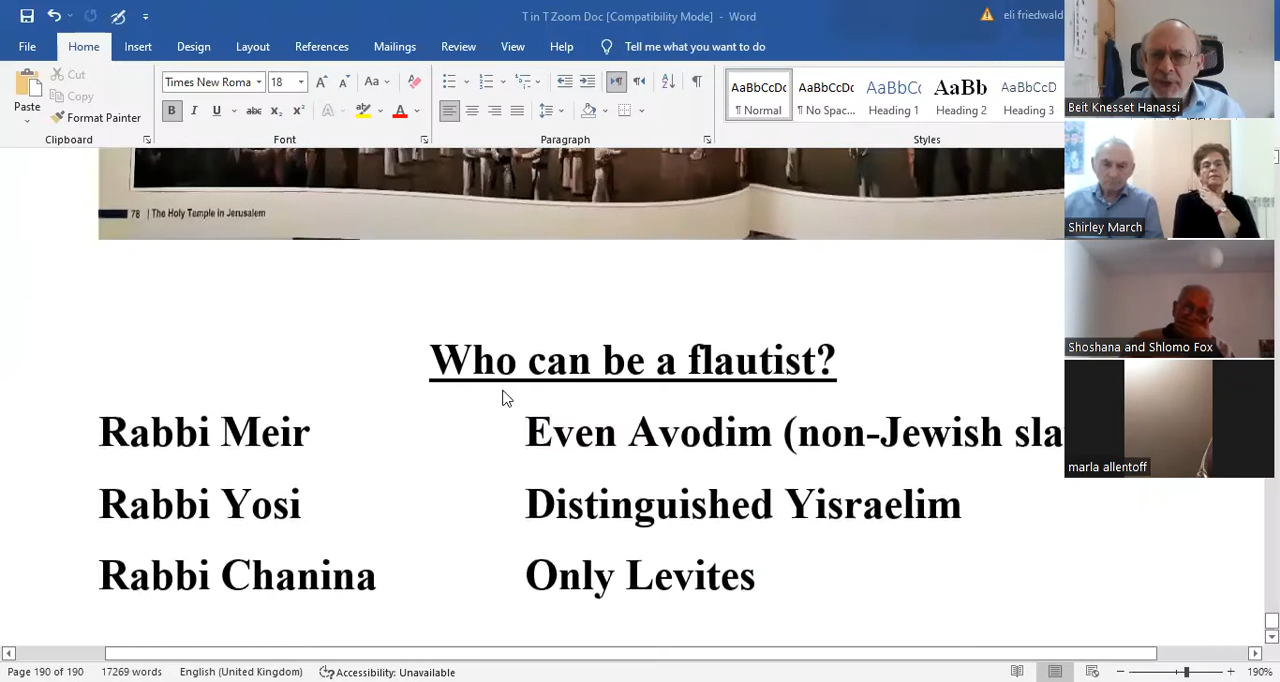 T in T Zoom Doc [Compatibility Mode] - Word
eli friedwald
File Home Insert Design Layout References Mailings Review View Help Tell me what you want to do
Paste
Cut
Copy
Format Painter
Clipboard
Times New Roma 18
Font
Paragraph
AaBbCcDc AaBbCcDc AaBbCc AaBb AaBbCcD
¶ Normal ¶ No Spac... Heading 1 Heading 2 Heading 3
Styles
Beit Knesset Hanassi
Shirley March
Shoshana and Shlomo Fox
marla allentoff
78 | The Holy Temple in Jerusalem
Who can be a flautist?
Rabbi Meir Even Avodim (non-Jewish sla
Rabbi Yosi Distinguished Yisraelim
Rabbi Chanina Only Levites
Page 190 of 190 17269 words English (United Kingdom) Accessibility: Unavailable 190%